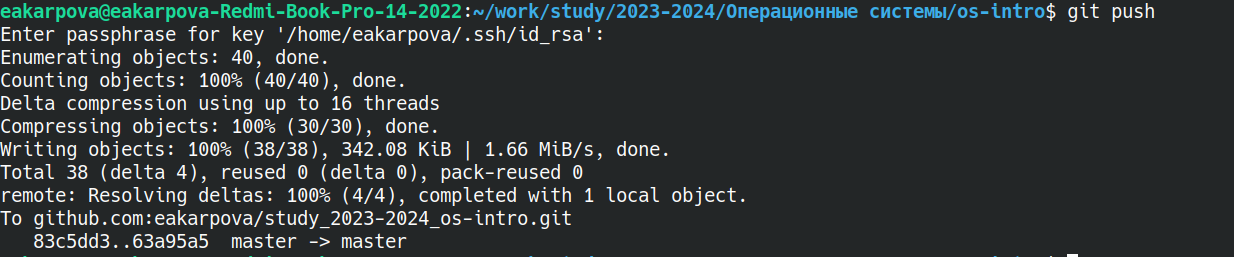 eakarpova@eakarpova-Redmi-Book-Pro-14-2022:~/work/study/2023-2024/Операционные системы/os-intro$ git push
Enter passphrase for key '/home/eakarpova/.ssh/id_rsa':
Enumerating objects: 40, done.
Counting objects: 100% (40/40), done.
Delta compression using up to 16 threads
Compressing objects: 100% (30/30), done.
Writing objects: 100% (38/38), 342.08 KiB | 1.66 MiB/s, done.
Total 38 (delta 4), reused 0 (delta 0), pack-reused 0
remote: Resolving deltas: 100% (4/4), completed with 1 local object.
To github.com:eakarpova/study_2023-2024_os-intro.git
   83c5dd3..63a95a5  master -> master